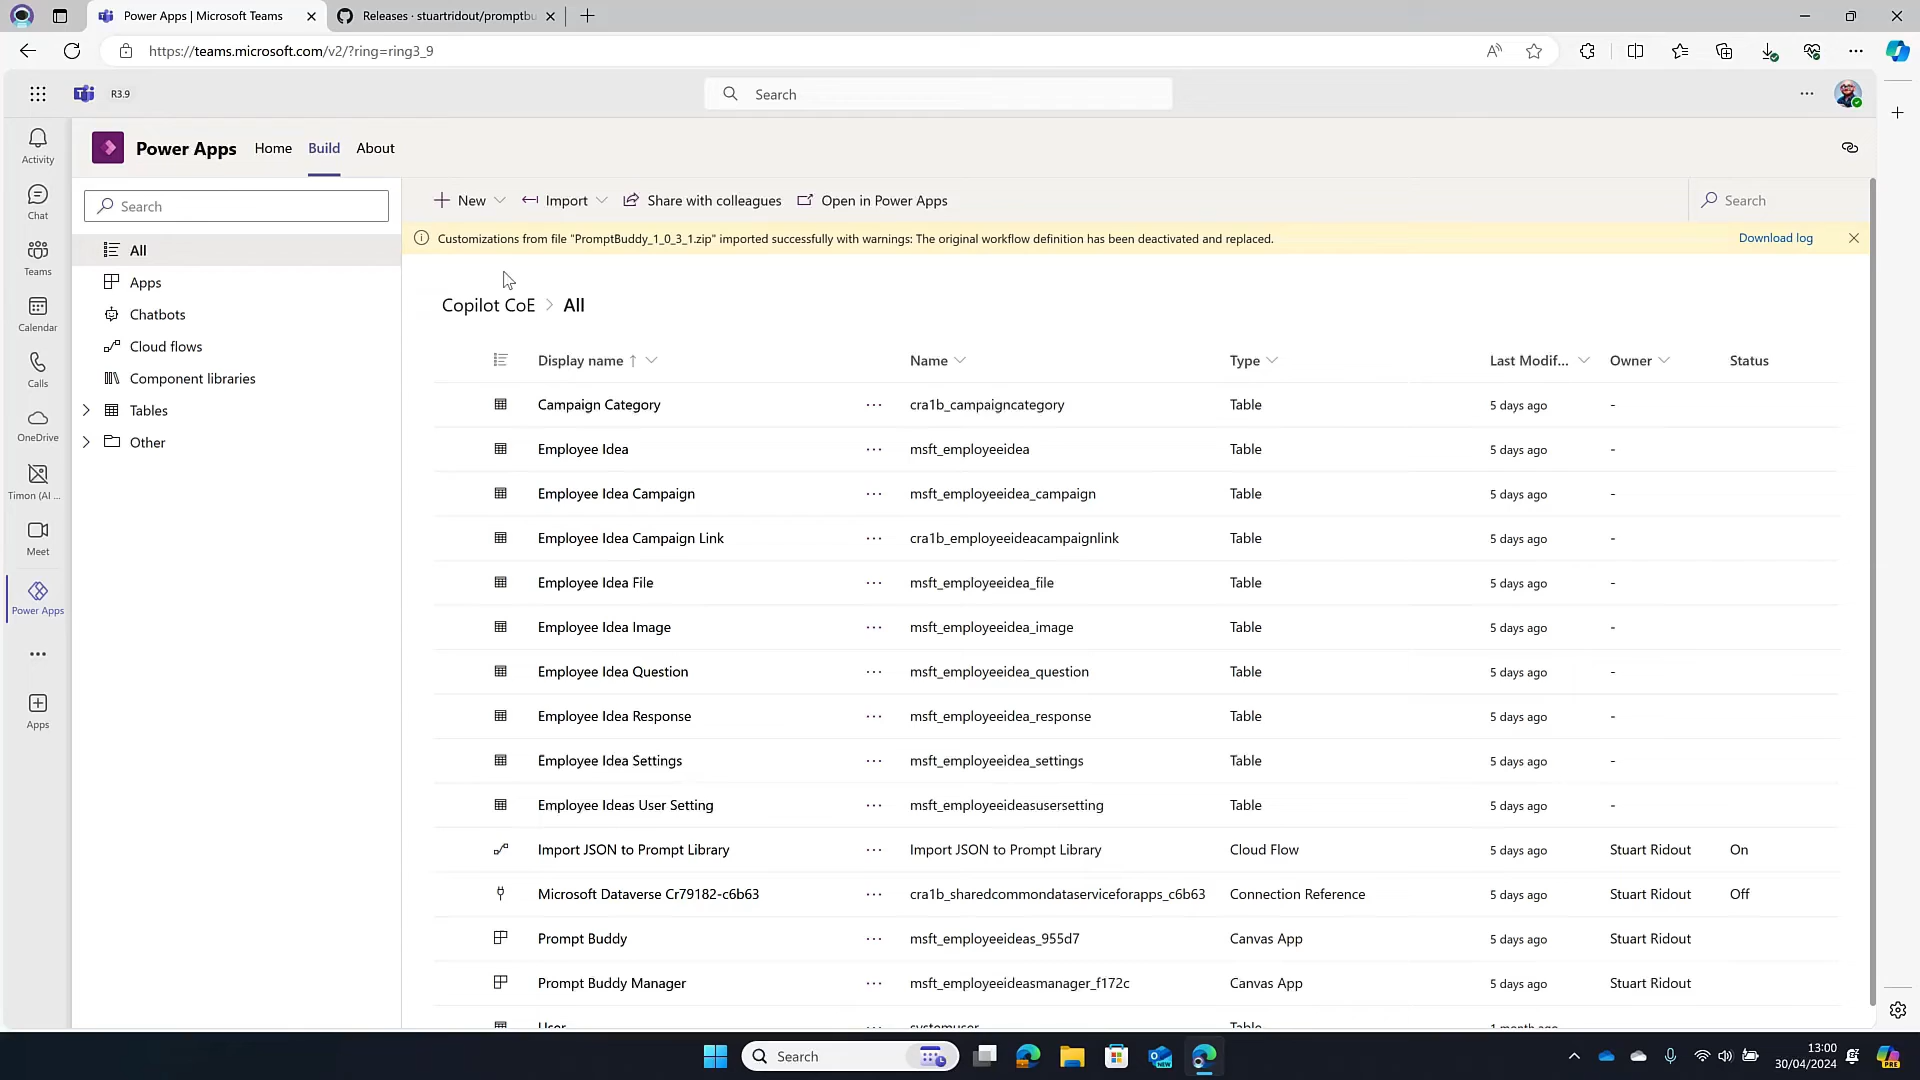 Power Apps | Microsoft Teams
Releases · stuartridout/promptbu
https://teams.microsoft.com/v2/?ring=ring3_9
R3.9
Search
Activity
Chat
Teams
Calendar
Calls
OneDrive
Timon (AI ...
Meet
Power Apps
Apps
Power Apps Home Build About
Search
All
Apps
Chatbots
Cloud flows
Component libraries
Tables
Other
New Import Share with colleagues Open in Power Apps Search
Customizations from file "PromptBuddy_1_0_3_1.zip" imported successfully with warnings: The original workflow definition has been deactivated and replaced. Download log
Copilot CoE > All
Display name ↑ Name Type Last Modif... Owner Status
Campaign Category ··· cra1b_campaigncategory Table 5 days ago -
Employee Idea ··· msft_employeeidea Table 5 days ago -
Employee Idea Campaign ··· msft_employeeidea_campaign Table 5 days ago -
Employee Idea Campaign Link ··· cra1b_employeeideacampaignlink Table 5 days ago -
Employee Idea File ··· msft_employeeidea_file Table 5 days ago -
Employee Idea Image ··· msft_employeeidea_image Table 5 days ago -
Employee Idea Question ··· msft_employeeidea_question Table 5 days ago -
Employee Idea Response ··· msft_employeeidea_response Table 5 days ago -
Employee Idea Settings ··· msft_employeeidea_settings Table 5 days ago -
Employee Ideas User Setting ··· msft_employeeideasusersetting Table 5 days ago -
Import JSON to Prompt Library ··· Import JSON to Prompt Library Cloud Flow 5 days ago Stuart Ridout On
Microsoft Dataverse Cr79182-c6b63 ··· cra1b_sharedcommondataserviceforapps_c6b63 Connection Reference 5 days ago Stuart Ridout Off
Prompt Buddy ··· msft_employeeideas_955d7 Canvas App 5 days ago Stuart Ridout
Prompt Buddy Manager ··· msft_employeeideasmanager_f172c Canvas App 5 days ago Stuart Ridout
User ··· systemuser Table 1 month ago
Search
13:00
30/04/2024
PRE